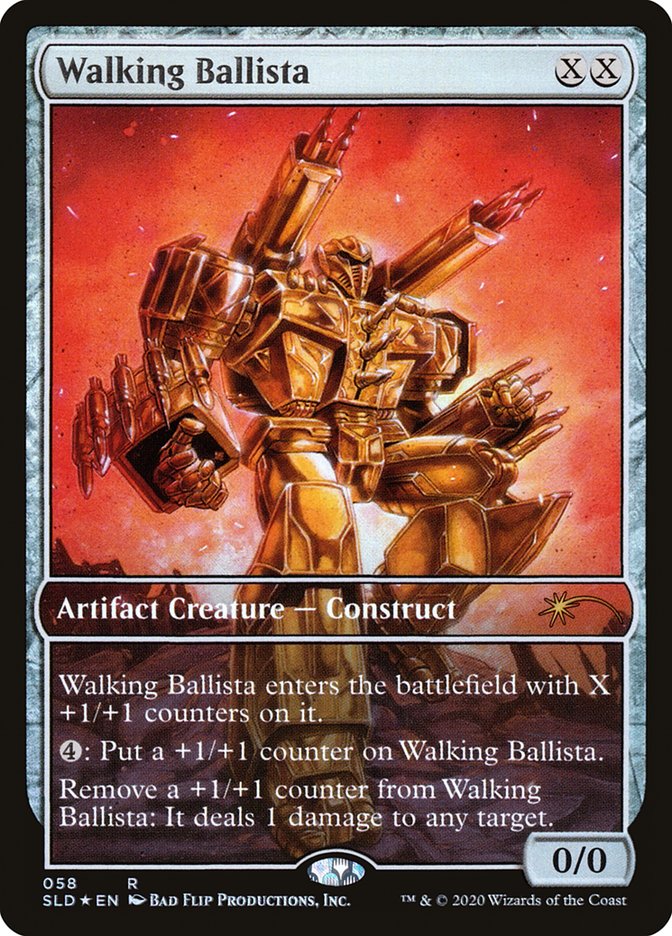 Walking Ballista XX
Artifact Creature — Construct
Walking Ballista enters the battlefield with X
+1/+1 counters on it.
4: Put a +1/+1 counter on Walking Ballista.
Remove a +1/+1 counter from Walking
Ballista: It deals 1 damage to any target.
0/0
058 R
SLD★EN Bad Flip Productions, Inc. ™ & © 2020 Wizards of the Coast